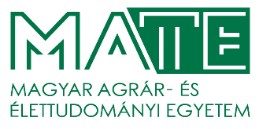 MATE
MAGYAR AGRÁR- ÉS
ÉLETTUDOMÁNYI EGYETEM